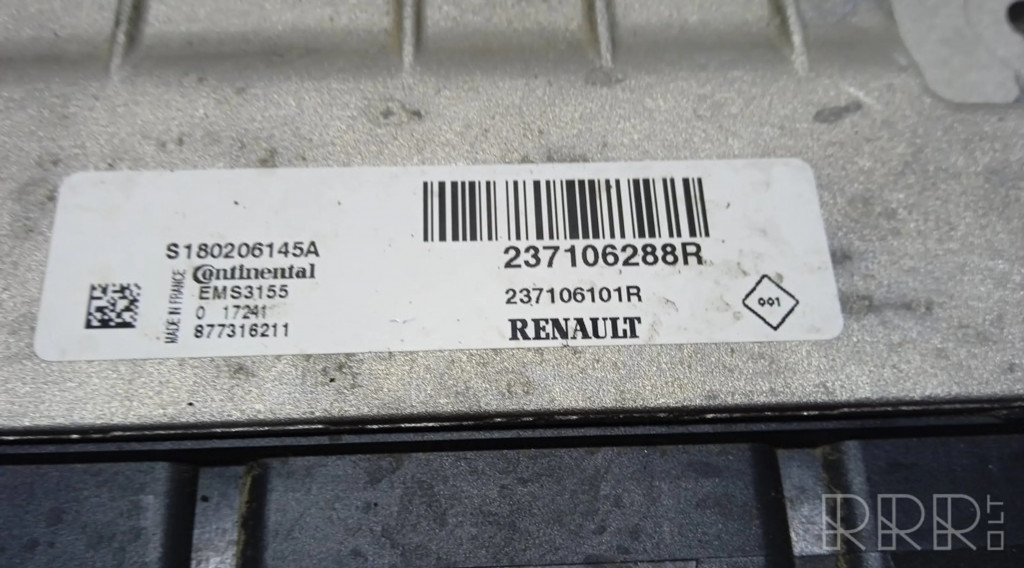 S180206145A
Continental
EMS3155
0 17241
877316211
MADE IN FRANCE
237106288R
237106101R
RENAULT
001
RRR.LT